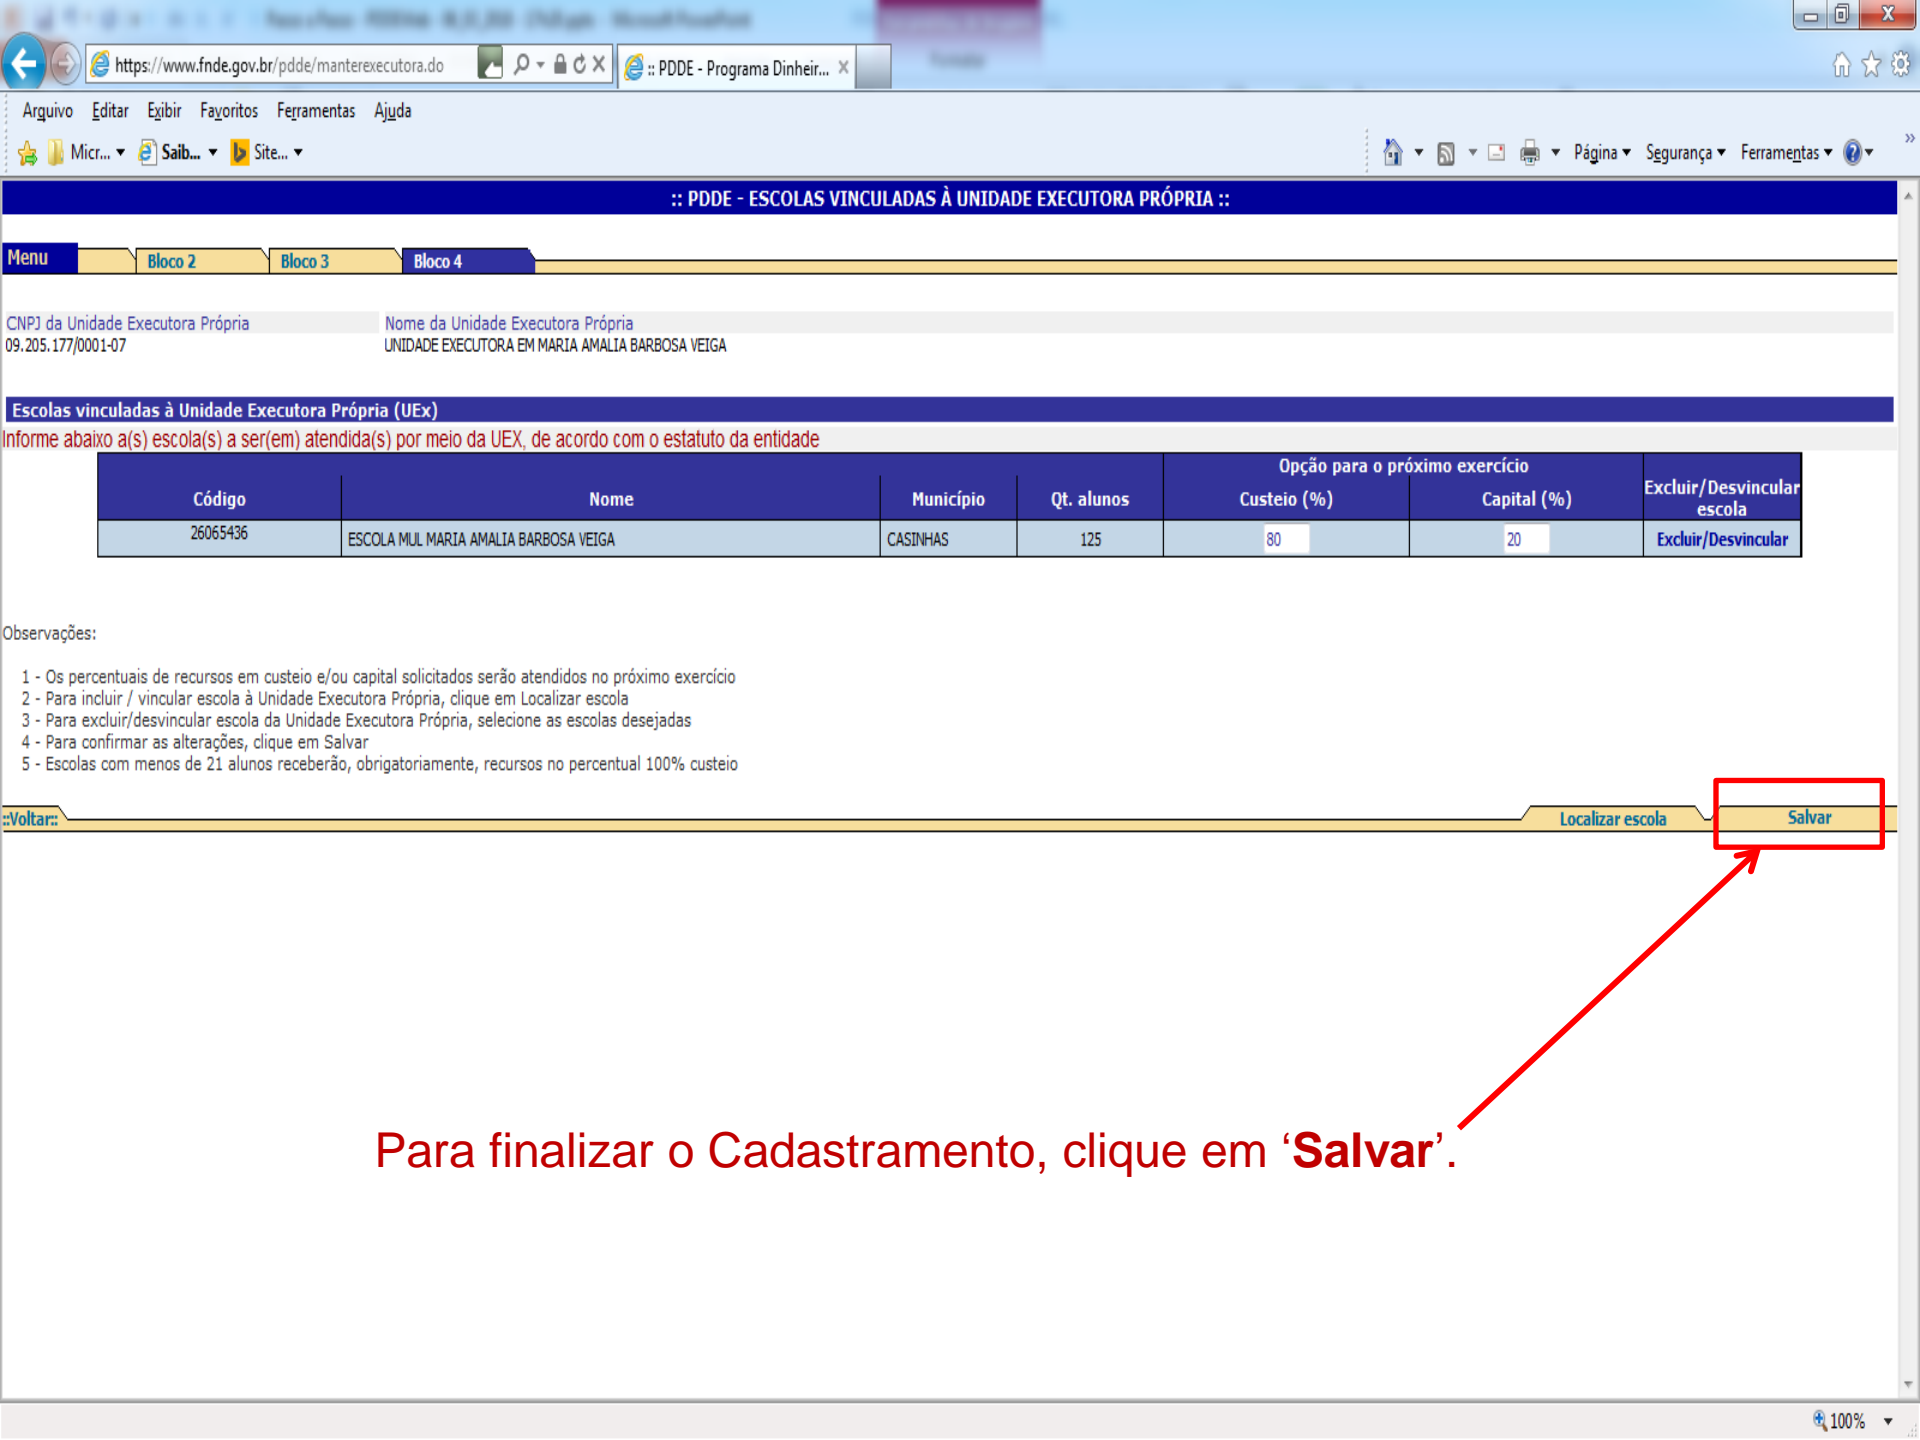 https://www.fnde.gov.br/pdde/manterexecutora.do
:: PDDE - Programa Dinheir...
Arquivo Editar Exibir Favoritos Ferramentas Ajuda
Micr... Saib... Site...
Página Segurança Ferramentas
:: PDDE - ESCOLAS VINCULADAS À UNIDADE EXECUTORA PRÓPRIA ::
Menu Bloco 2 Bloco 3 Bloco 4
CNPJ da Unidade Executora Própria Nome da Unidade Executora Própria
09.205.177/0001-07 UNIDADE EXECUTORA EM MARIA AMALIA BARBOSA VEIGA
Escolas vinculadas à Unidade Executora Própria (UEx)
Informe abaixo a(s) escola(s) a ser(em) atendida(s) por meio da UEX, de acordo com o estatuto da entidade
Opção para o próximo exercício
Código Nome Município Qt. alunos Custeio (%) Capital (%) Excluir/Desvincular escola
26065436 ESCOLA MUL MARIA AMALIA BARBOSA VEIGA CASINHAS 125 80 20 Excluir/Desvincular
Observações:
1 - Os percentuais de recursos em custeio e/ou capital solicitados serão atendidos no próximo exercício
2 - Para incluir / vincular escola à Unidade Executora Própria, clique em Localizar escola
3 - Para excluir/desvincular escola da Unidade Executora Própria, selecione as escolas desejadas
4 - Para confirmar as alterações, clique em Salvar
5 - Escolas com menos de 21 alunos receberão, obrigatoriamente, recursos no percentual 100% custeio
::Voltar:: Localizar escola Salvar
Para finalizar o Cadastramento, clique em ‘Salvar’.
100%